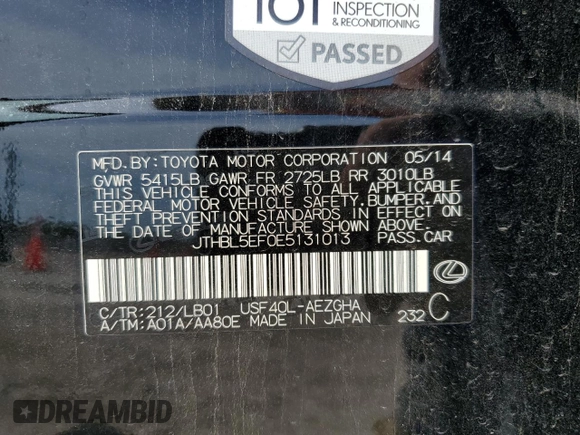 INSPECTION
& RECONDITIONING
PASSED
MFD.BY:TOYOTA MOTOR CORPORATION 05/14
GVWR 5415LB GAWR FR 2725LB RR 3010LB
THIS VEHICLE CONFORMS TO ALL APPLICABLE
FEDERAL MOTOR VEHICLE SAFETY,BUMPER,AND
THEFT PREVENTION STANDARDS IN EFFECT ON
THE DATE OF MANUFACTURE SHOWN ABOVE.
JTHBL5EF0E5131013 PASS.CAR
C/TR:212/LB01 USF40L-AEZGHA
A/TM:A01A/AA80E MADE IN JAPAN 232 C
DREAMBID